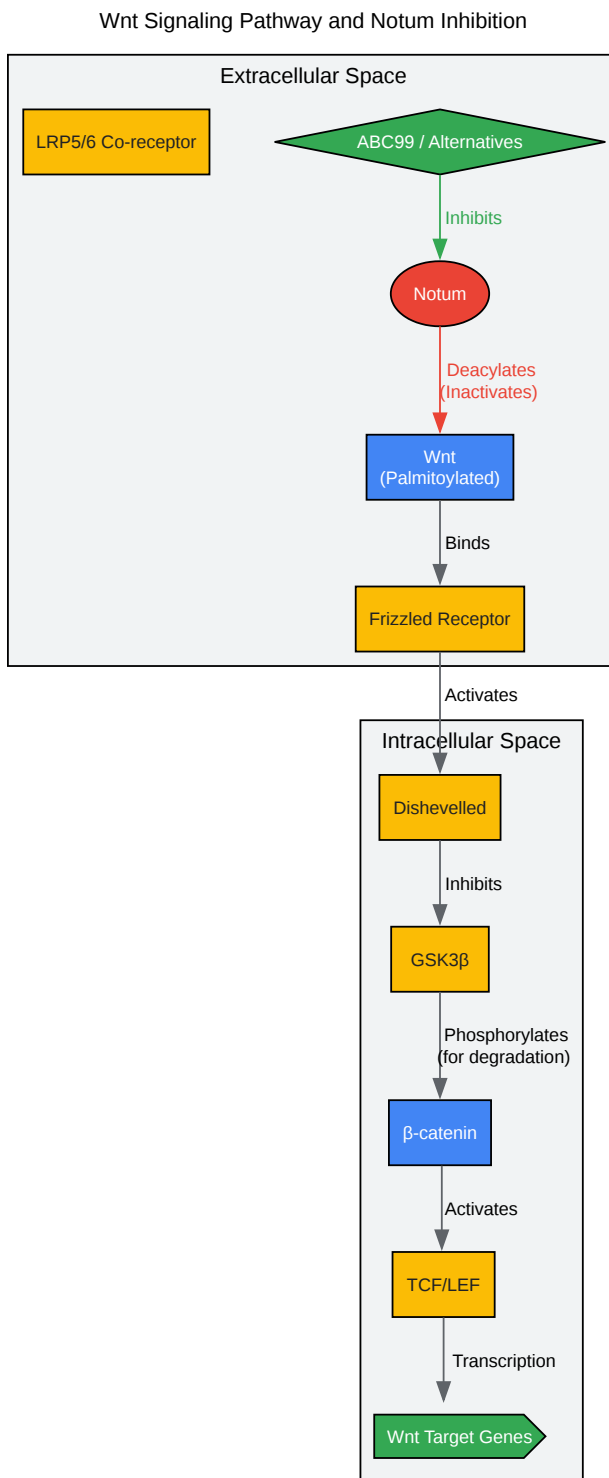 Wnt Signaling Pathway and Notum Inhibition
Extracellular Space
LRP5/6 Co-receptor
ABC99 / Alternatives
Inhibits
Notum
Deacylates
(Inactivates)
Wnt
(Palmitoylated)
Binds
Frizzled Receptor
Activates
Intracellular Space
Dishevelled
Inhibits
GSK3β
Phosphorylates
(for degradation)
β-catenin
Activates
TCF/LEF
Transcription
Wnt Target Genes